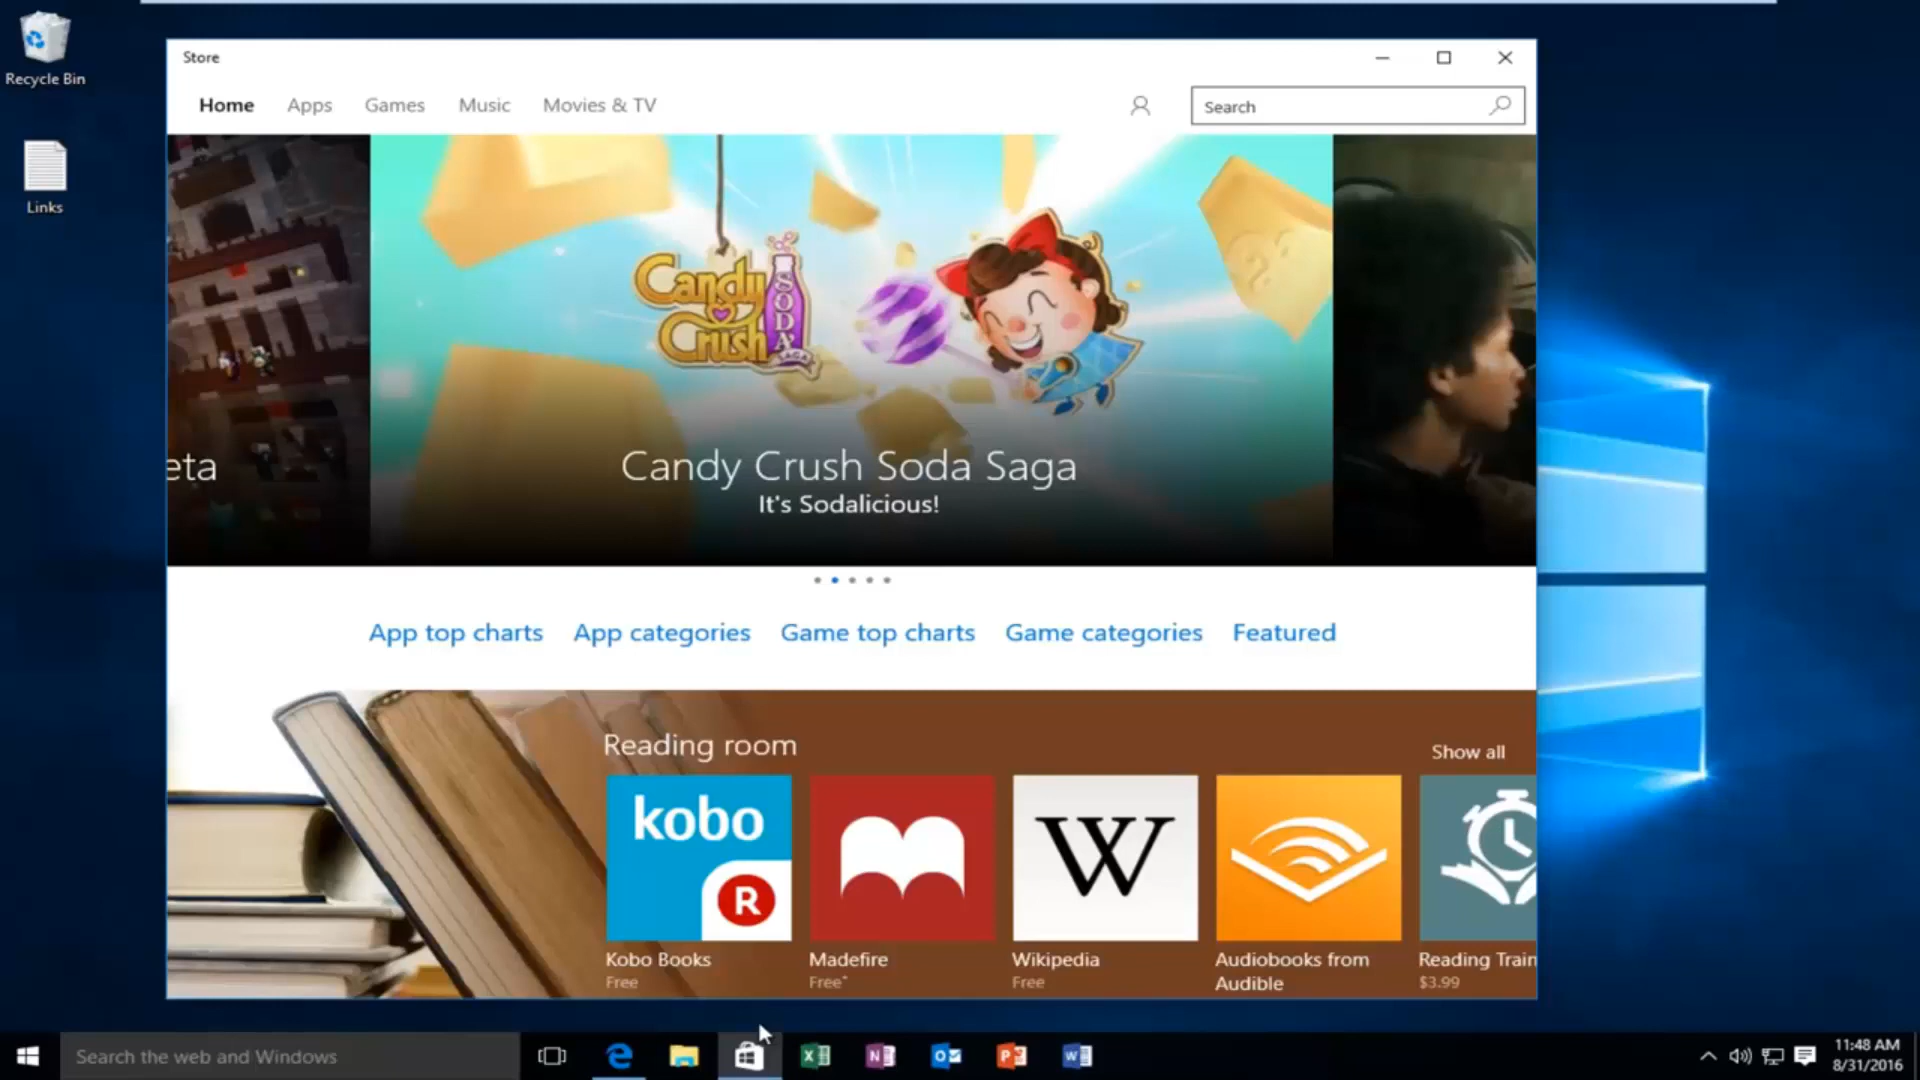 Recycle Bin
Links
Store
Home Apps Games Music Movies & TV
Search
Candy Crush SODA SAGA
eta
Candy Crush Soda Saga
It's Sodalicious!
App top charts App categories Game top charts Game categories Featured
Reading room
Show all
kobo
R
W
Kobo Books
Free
Madefire
Free*
Wikipedia
Free
Audiobooks from
Audible
Reading Train
$3.99
Search the web and Windows
11:48 AM
8/31/2016